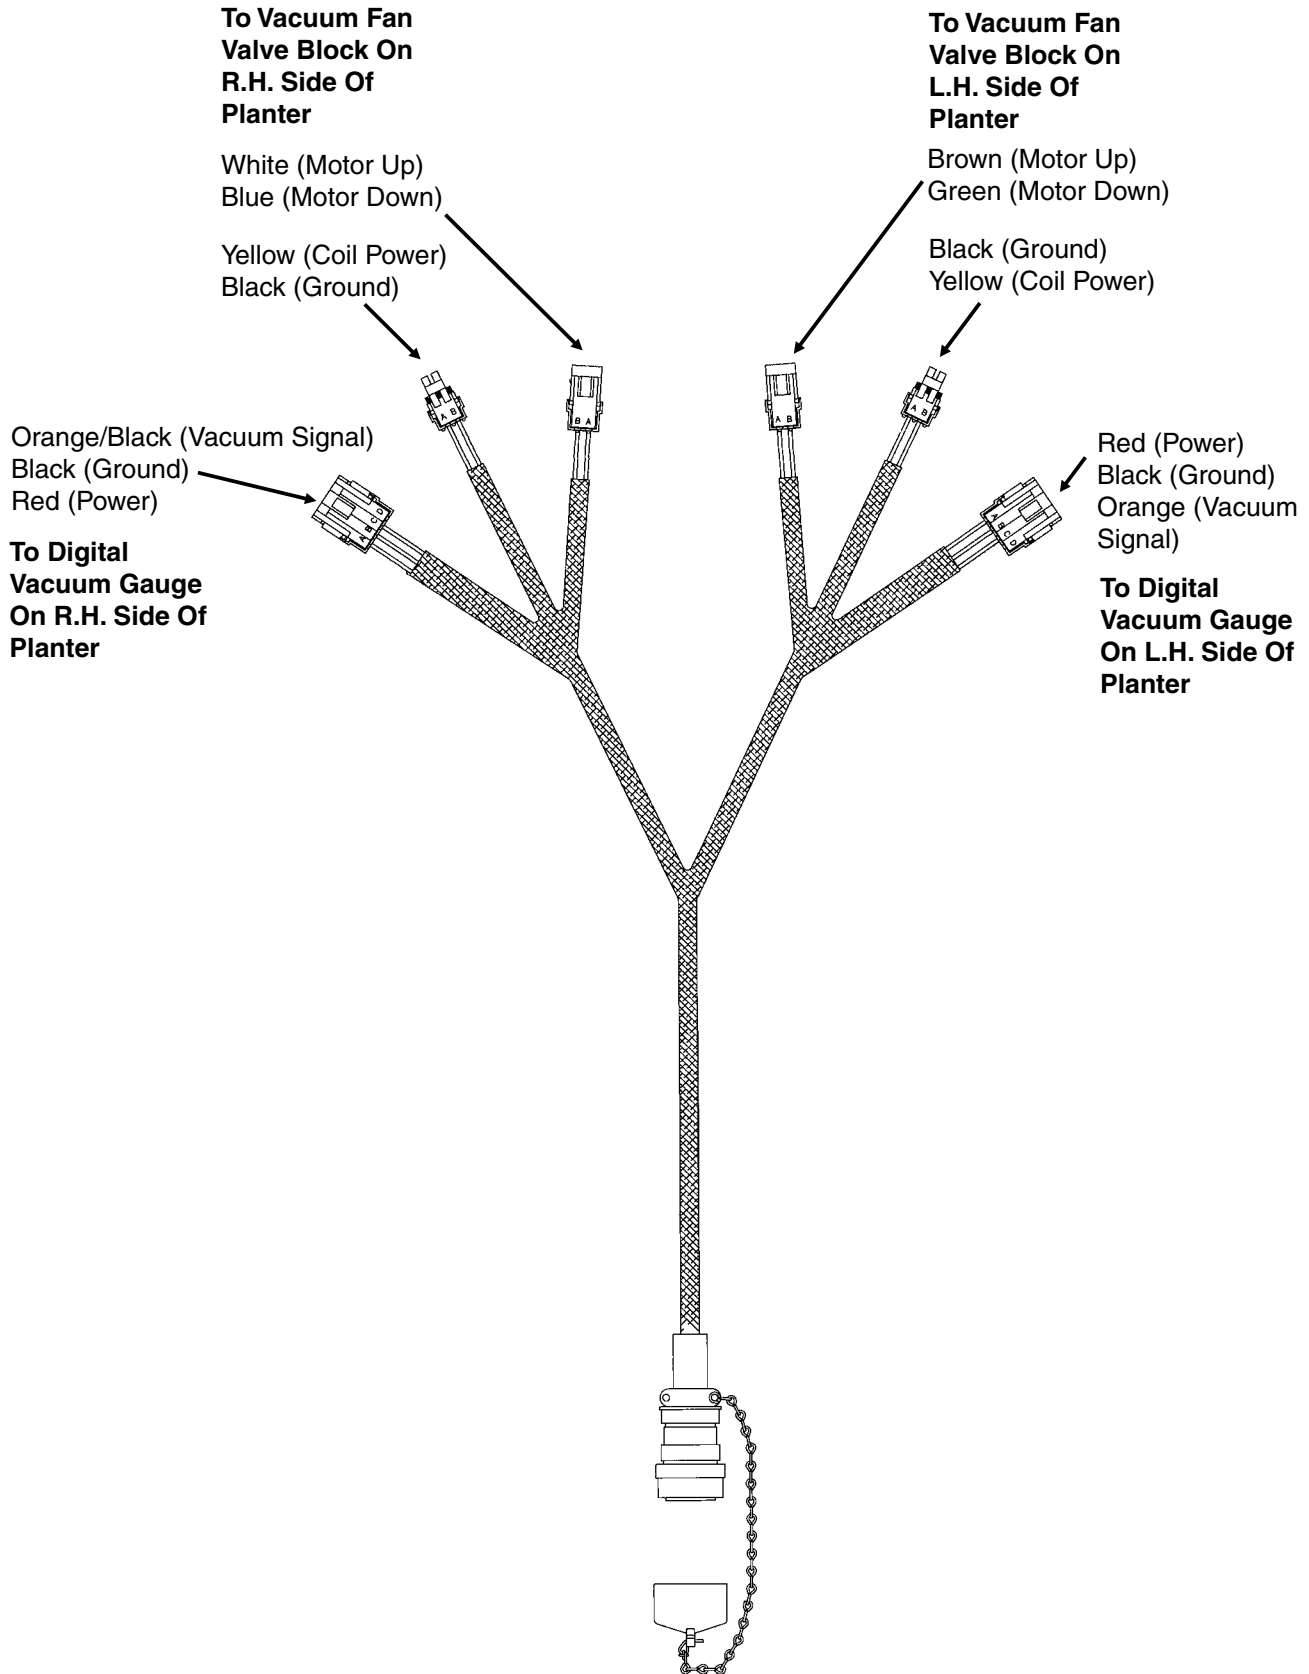 To Vacuum Fan
Valve Block On
R.H. Side Of
Planter
White (Motor Up)
Blue (Motor Down)
Yellow (Coil Power)
Black (Ground)
Orange/Black (Vacuum Signal)
Black (Ground)
Red (Power)
To Digital
Vacuum Gauge
On R.H. Side Of
Planter
To Vacuum Fan
Valve Block On
L.H. Side Of
Planter
Brown (Motor Up)
Green (Motor Down)
Black (Ground)
Yellow (Coil Power)
Red (Power)
Black (Ground)
Orange (Vacuum
Signal)
To Digital
Vacuum Gauge
On L.H. Side Of
Planter
A B C D
A B
B A
A B
A B
A B C D